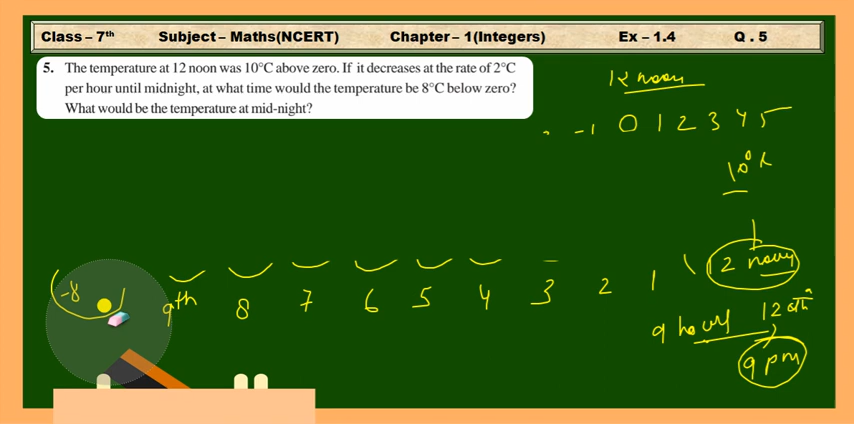 Class – 7th Subject – Maths(NCERT) Chapter – 1(Integers) Ex – 1.4 Q . 5
5. The temperature at 12 noon was 10°C above zero. If it decreases at the rate of 2°C
per hour until midnight, at what time would the temperature be 8°C below zero?
What would be the temperature at mid-night?
12 noon
-1 0 1 2 3 4 5
10°
-8 9th 8 7 6 5 4 3 2 1 12 noon
9 hours 12
9 pm